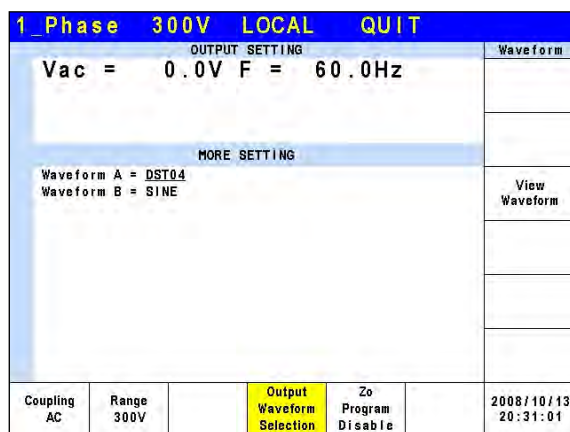 1_Phase 300V LOCAL QUIT
OUTPUT SETTING
Waveform
Vac = 0.0V F = 60.0Hz
MORE SETTING
Waveform A = DST04
Waveform B = SINE
View
Waveform
Coupling
AC
Range
300V
Output
Waveform
Selection
Zo
Program
Disable
2008/10/13
20:31:01